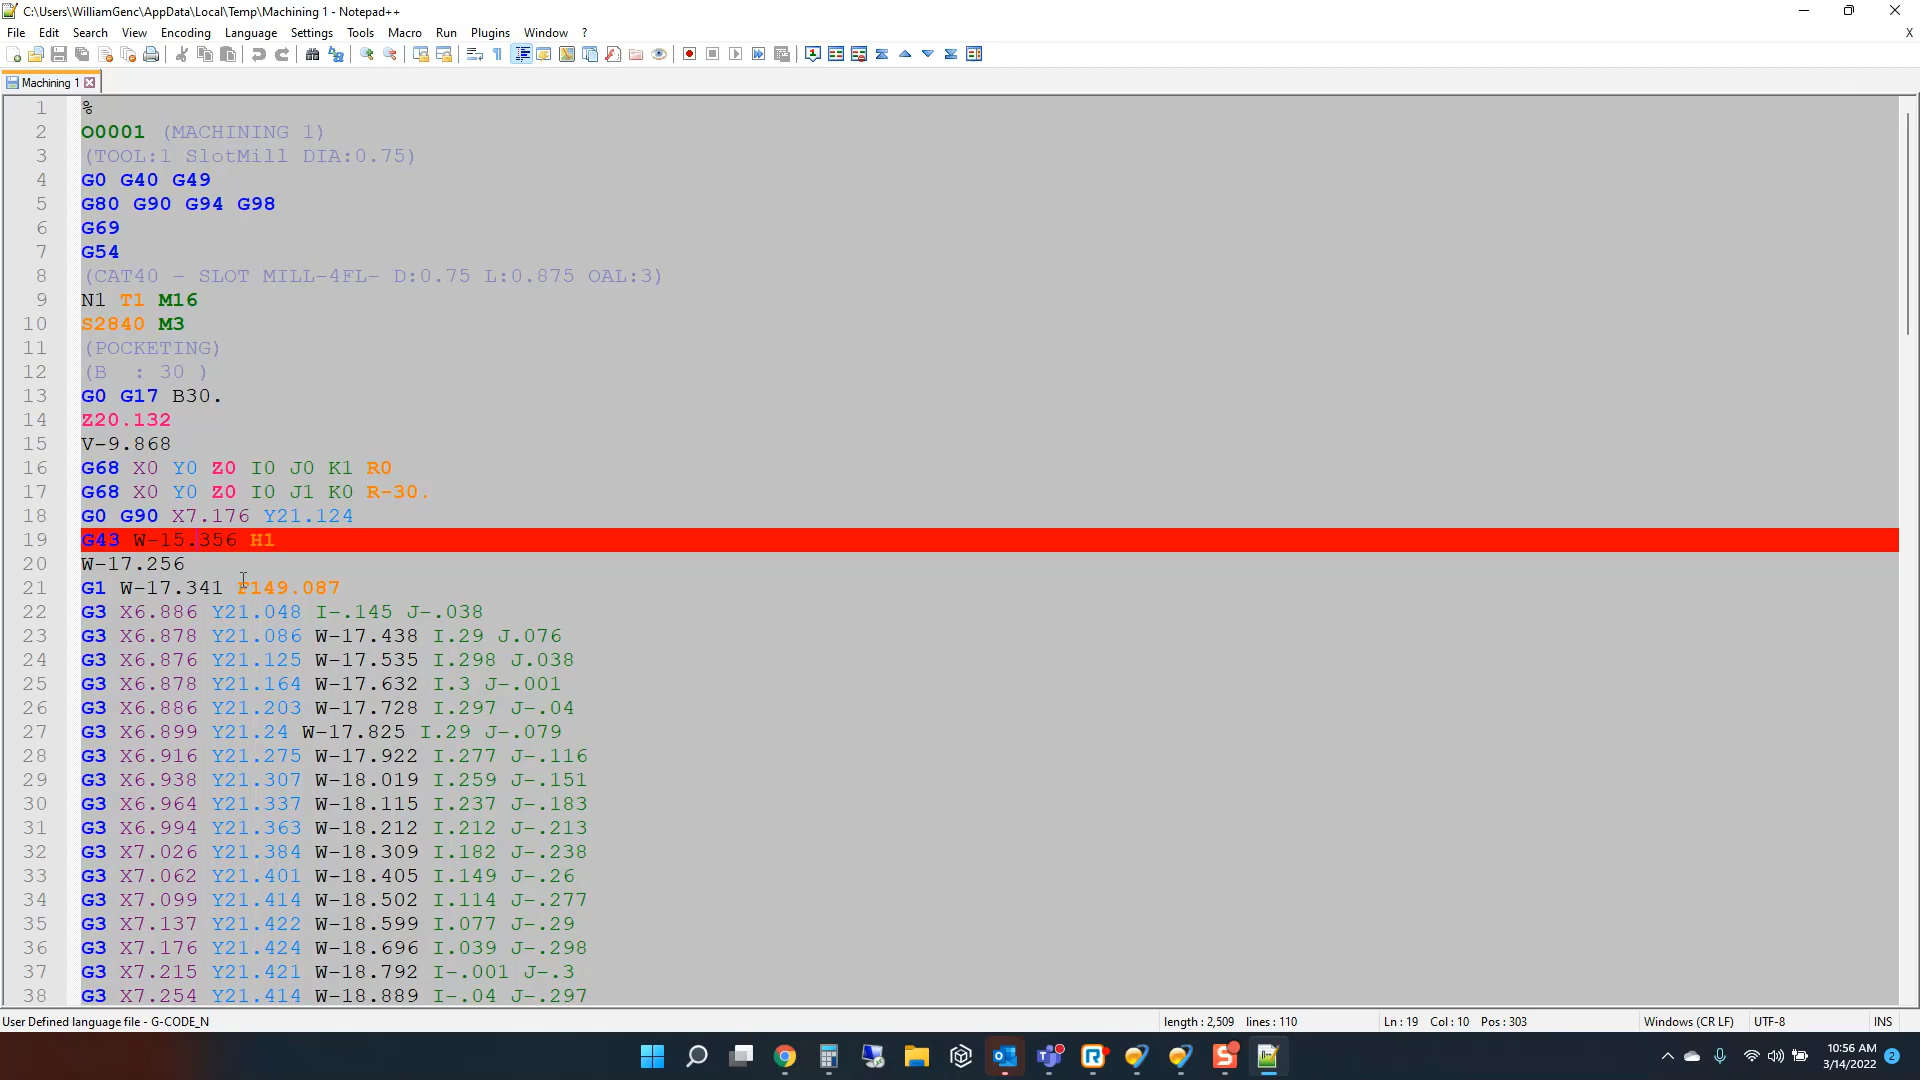 C:\Users\WilliamGenc\AppData\Local\Temp\Machining 1 - Notepad++
File Edit Search View Encoding Language Settings Tools Macro Run Plugins Window ? X
Machining 1
1 %
2 O0001 (MACHINING 1)
3 (TOOL:1 SlotMill DIA:0.75)
4 G0 G40 G49
5 G80 G90 G94 G98
6 G69
7 G54
8 (CAT40 - SLOT MILL-4FL- D:0.75 L:0.875 OAL:3)
9 N1 T1 M16
10 S2840 M3
11 (POCKETING)
12 (B  : 30 )
13 G0 G17 B30.
14 Z20.132
15 V-9.868
16 G68 X0 Y0 Z0 I0 J0 K1 R0
17 G68 X0 Y0 Z0 I0 J1 K0 R-30.
18 G0 G90 X7.176 Y21.124
19 G43 W-15.356 H1
20 W-17.256
21 G1 W-17.341 F149.087
22 G3 X6.886 Y21.048 I-.145 J-.038
23 G3 X6.878 Y21.086 W-17.438 I.29 J.076
24 G3 X6.876 Y21.125 W-17.535 I.298 J.038
25 G3 X6.878 Y21.164 W-17.632 I.3 J-.001
26 G3 X6.886 Y21.203 W-17.728 I.297 J-.04
27 G3 X6.899 Y21.24 W-17.825 I.29 J-.079
28 G3 X6.916 Y21.275 W-17.922 I.277 J-.116
29 G3 X6.938 Y21.307 W-18.019 I.259 J-.151
30 G3 X6.964 Y21.337 W-18.115 I.237 J-.183
31 G3 X6.994 Y21.363 W-18.212 I.212 J-.213
32 G3 X7.026 Y21.384 W-18.309 I.182 J-.238
33 G3 X7.062 Y21.401 W-18.405 I.149 J-.26
34 G3 X7.099 Y21.414 W-18.502 I.114 J-.277
35 G3 X7.137 Y21.422 W-18.599 I.077 J-.29
36 G3 X7.176 Y21.424 W-18.696 I.039 J-.298
37 G3 X7.215 Y21.421 W-18.792 I-.001 J-.3
38 G3 X7.254 Y21.414 W-18.889 I-.04 J-.297
User Defined language file - G-CODE_N length : 2,509 lines : 110 Ln : 19 Col : 10 Pos : 303 Windows (CR LF) UTF-8 INS
10:56 AM
3/14/2022 2